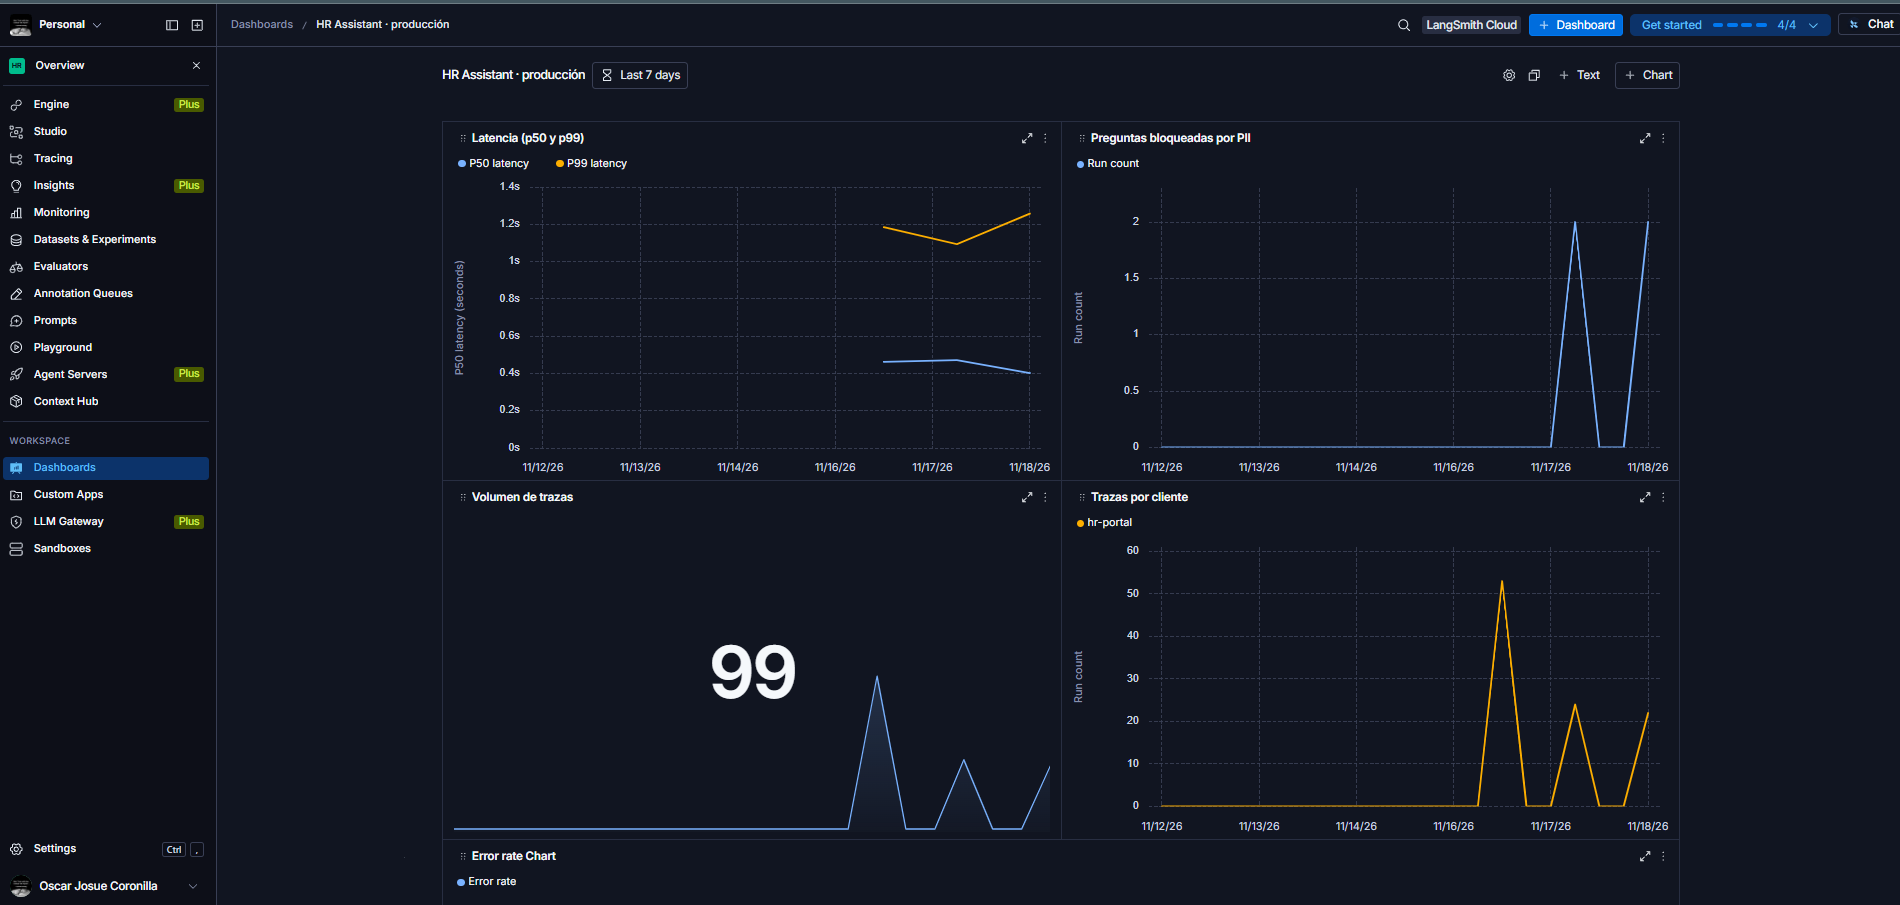 Personal
Dashboards / HR Assistant · producción
LangSmith Cloud
+ Dashboard
Get started 4/4
Chat
HR Overview
Engine Plus
Studio
Tracing
Insights Plus
Monitoring
Datasets & Experiments
Evaluators
Annotation Queues
Prompts
Playground
Agent Servers Plus
Context Hub
WORKSPACE
Dashboards
Custom Apps
LLM Gateway Plus
Sandboxes
Settings Ctrl .
Oscar Josue Coronilla
HR Assistant · producción
Last 7 days
+ Text
+ Chart
Latencia (p50 y p99)
P50 latency P99 latency
P50 latency (seconds)
1.4s
1.2s
1s
0.8s
0.6s
0.4s
0.2s
0s
11/12/26 11/13/26 11/14/26 11/16/26 11/17/26 11/18/26
Preguntas bloqueadas por PII
Run count
Run count
2
1.5
1
0.5
0
11/12/26 11/13/26 11/14/26 11/16/26 11/17/26 11/18/26
Volumen de trazas
99
Trazas por cliente
hr-portal
Run count
60
50
40
30
20
10
0
11/12/26 11/13/26 11/14/26 11/16/26 11/17/26 11/18/26
Error rate Chart
Error rate